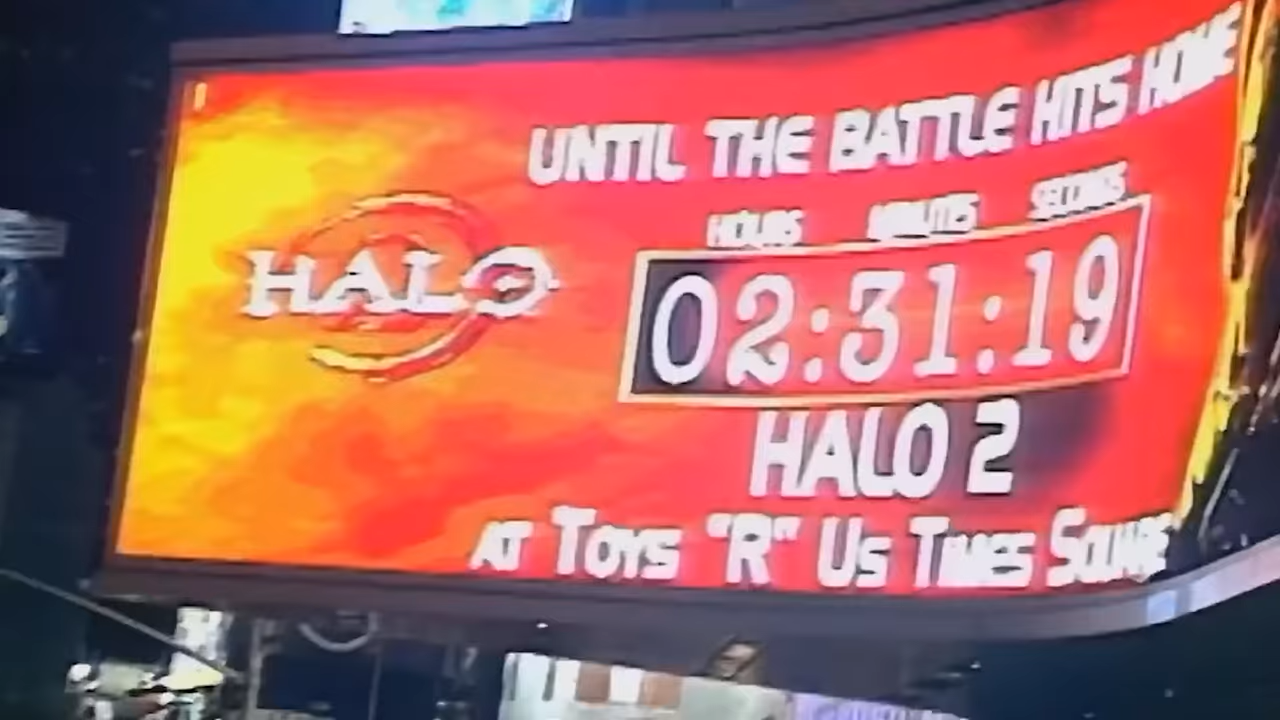 UNTIL THE BATTLE HITS HOME
HOURS MINUTES SECONDS
HALO
02:31:19
HALO 2
AT TOYS "R" US TIMES SQUARE